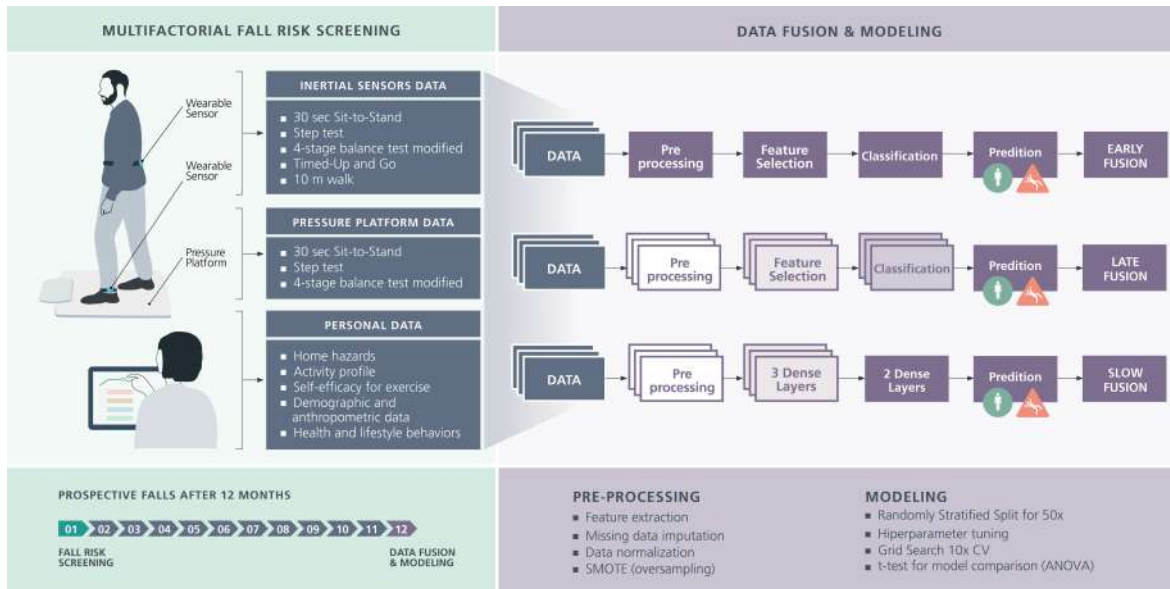 MULTIFACTORIAL FALL RISK SCREENING
Wearable
Sensor
Wearable
Sensor
Pressure
Platform
INERTIAL SENSORS DATA
30 sec Sit-to-Stand
Step test
4-stage balance test modified
Timed-Up and Go
10 m walk
PRESSURE PLATFORM DATA
30 sec Sit-to-Stand
Step test
4-stage balance test modified
PERSONAL DATA
Home hazards
Activity profile
Self-efficacy for exercise
Demographic and
anthropometric data
Health and lifestyle behaviors
DATA FUSION & MODELING
DATA
Pre
processing
Feature
Selection
Classification
Predition
EARLY
FUSION
DATA
Pre
processing
Feature
Selection
Classification
Predition
LATE
FUSION
DATA
Pre
processing
3 Dense
Layers
2 Dense
Layers
Predition
SLOW
FUSION
PROSPECTIVE FALLS AFTER 12 MONTHS
01 02 03 04 05 06 07 08 09 10 11 12
FALL RISK
SCREENING
DATA FUSION
& MODELING
PRE-PROCESSING
Feature extraction
Missing data imputation
Data normalization
SMOTE (oversampling)
MODELING
Randomly Stratified Split for 50x
Hiperparameter tuning
Grid Search 10x CV
t-test for model comparison (ANOVA)